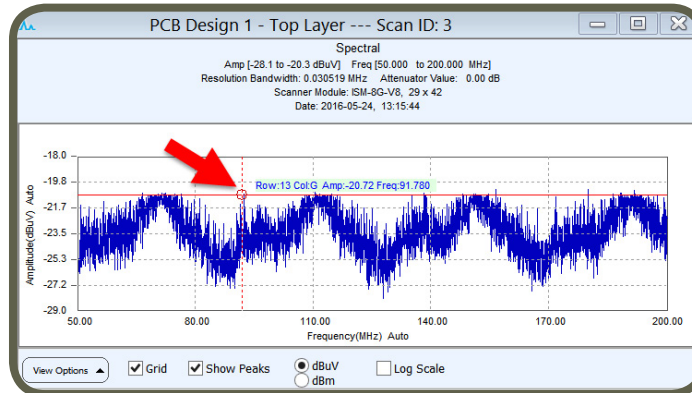 PCB Design 1 - Top Layer --- Scan ID: 3
Spectral
Amp [-28.1 to -20.3 dBuV] Freq [50.000 to 200.000 MHz]
Resolution Bandwidth: 0.030519 MHz Attenuator Value: 0.00 dB
Scanner Module: ISM-8G-V8, 29 x 42
Date: 2016-05-24, 13:15:44
-18.0
-19.8
-21.7
-23.5
-25.3
-27.2
-29.0
Amplitude(dBuV) Auto
Row:13 Col:G Amp:-20.72 Freq:91.780
50.00 80.00 110.00 140.00 170.00 200.00
Frequency(MHz) Auto
View Options Grid Show Peaks dBuV Log Scale
dBm